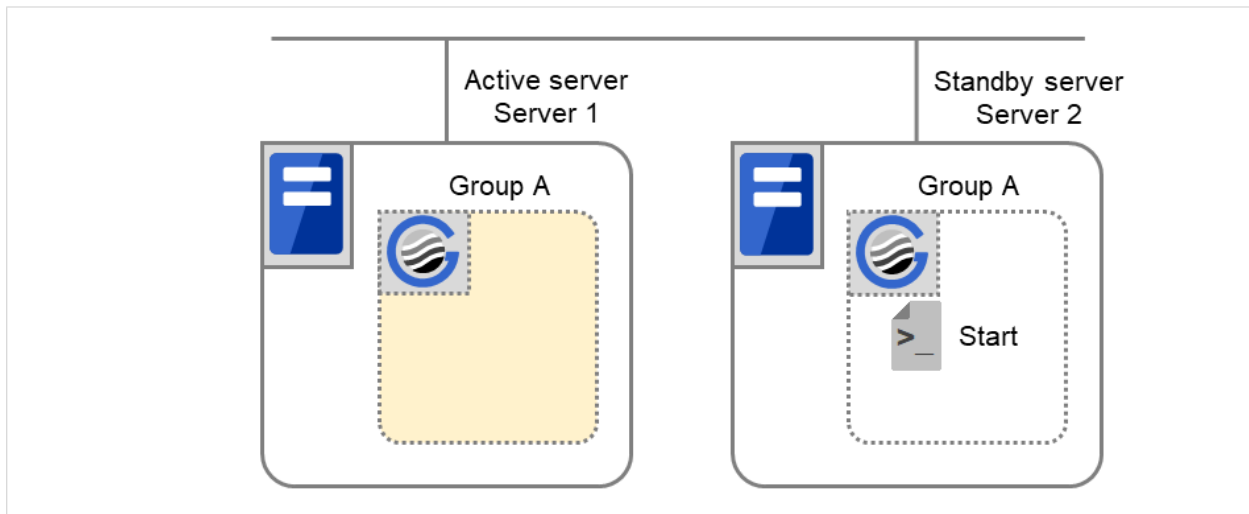 Active server
Server 1
Standby server
Server 2
Group A
Group A
>_
Start